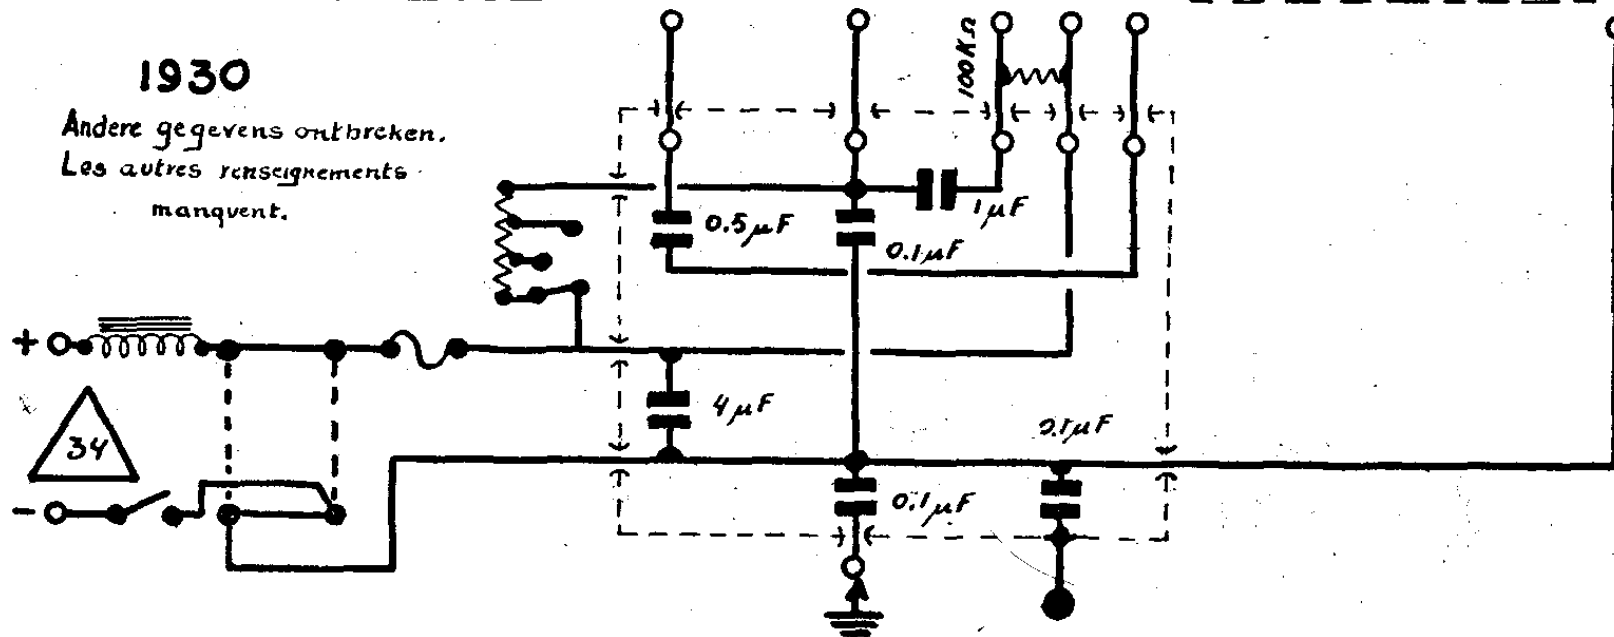 1930
Andere gegevens ontbreken.
Les autres renseignements
manquent.
100KΩ
0.5µF
1µF
0.1µF
+
34
4µF
0.1µF
-
0.1µF